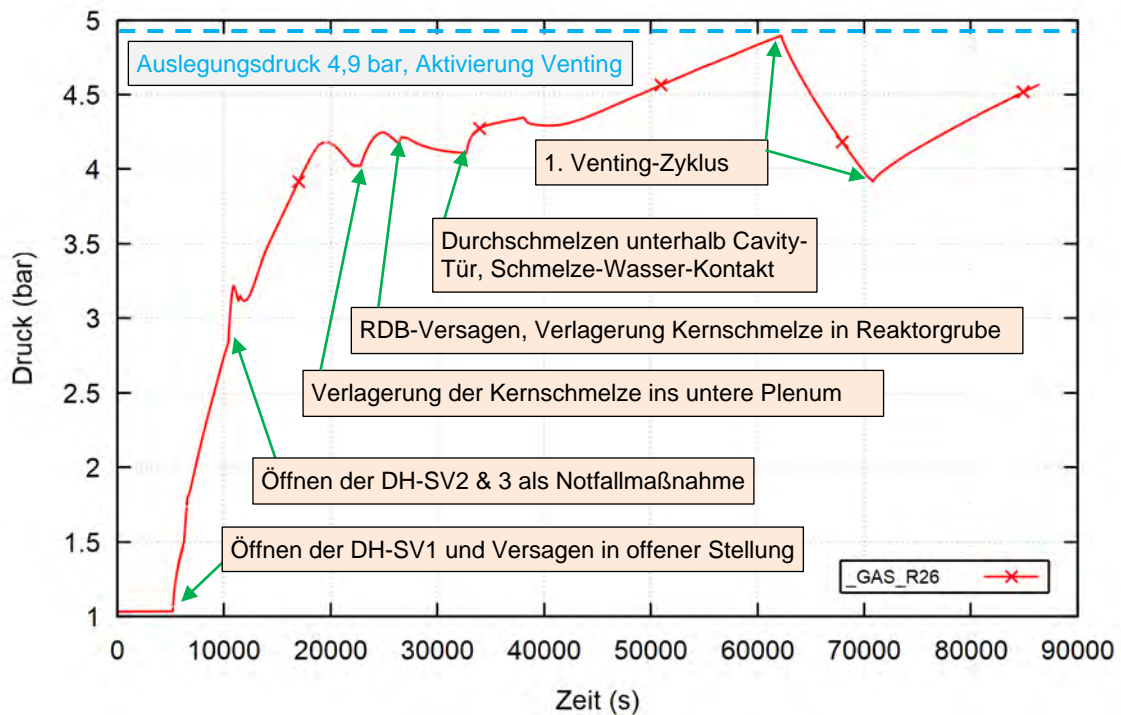 5
Auslegungsdruck 4,9 bar, Aktivierung Venting
4.5
4
1. Venting-Zyklus
3.5
Durchschmelzen unterhalb Cavity-
Tür, Schmelze-Wasser-Kontakt
3
RDB-Versagen, Verlagerung Kernschmelze in Reaktorgrube
Druck (bar)
2.5
Verlagerung der Kernschmelze ins untere Plenum
2
Öffnen der DH-SV2 & 3 als Notfallmaßnahme
1.5
Öffnen der DH-SV1 und Versagen in offener Stellung
_GAS_R26
1
0 10000 20000 30000 40000 50000 60000 70000 80000 90000
Zeit (s)